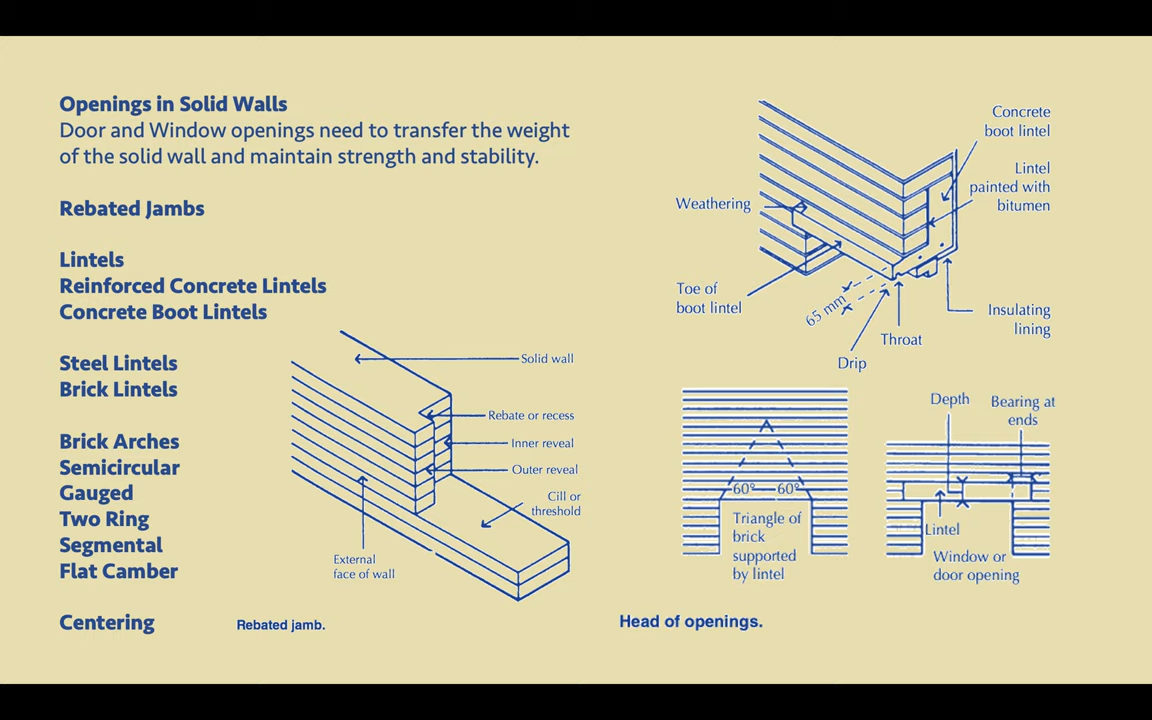 Openings in Solid Walls
Door and Window openings need to transfer the weight
of the solid wall and maintain strength and stability.
Rebated Jambs
Lintels
Reinforced Concrete Lintels
Concrete Boot Lintels
Steel Lintels
Brick Lintels
Brick Arches
Semicircular
Gauged
Two Ring
Segmental
Flat Camber
Centering
Solid wall
Rebate or recess
Inner reveal
Outer reveal
Cill or
threshold
External
face of wall
Rebated jamb.
Concrete
boot lintel
Lintel
painted with
bitumen
Weathering
Toe of
boot lintel
65 mm
Insulating
lining
Throat
Drip
60° 60°
Triangle of
brick
supported
by lintel
Depth
Bearing at
ends
Lintel
Window or
door opening
Head of openings.